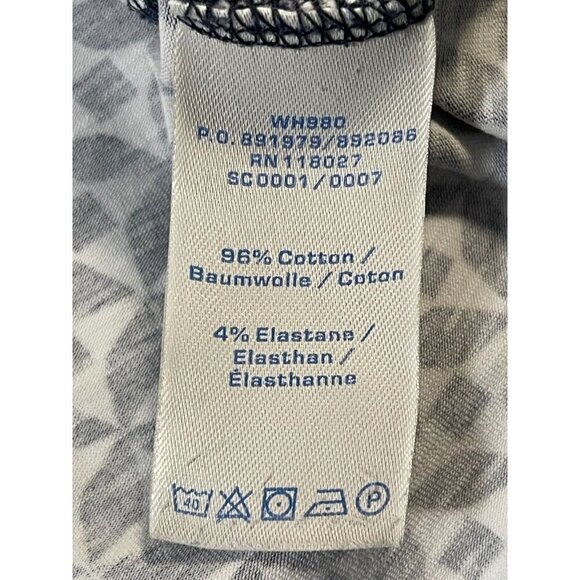 WH980
P.O. 891979/892086
RN 118027
SC0001/0007
96% Cotton /
Baumwolle / Coton
4% Elastane /
Elasthan /
Élasthanne
40 P